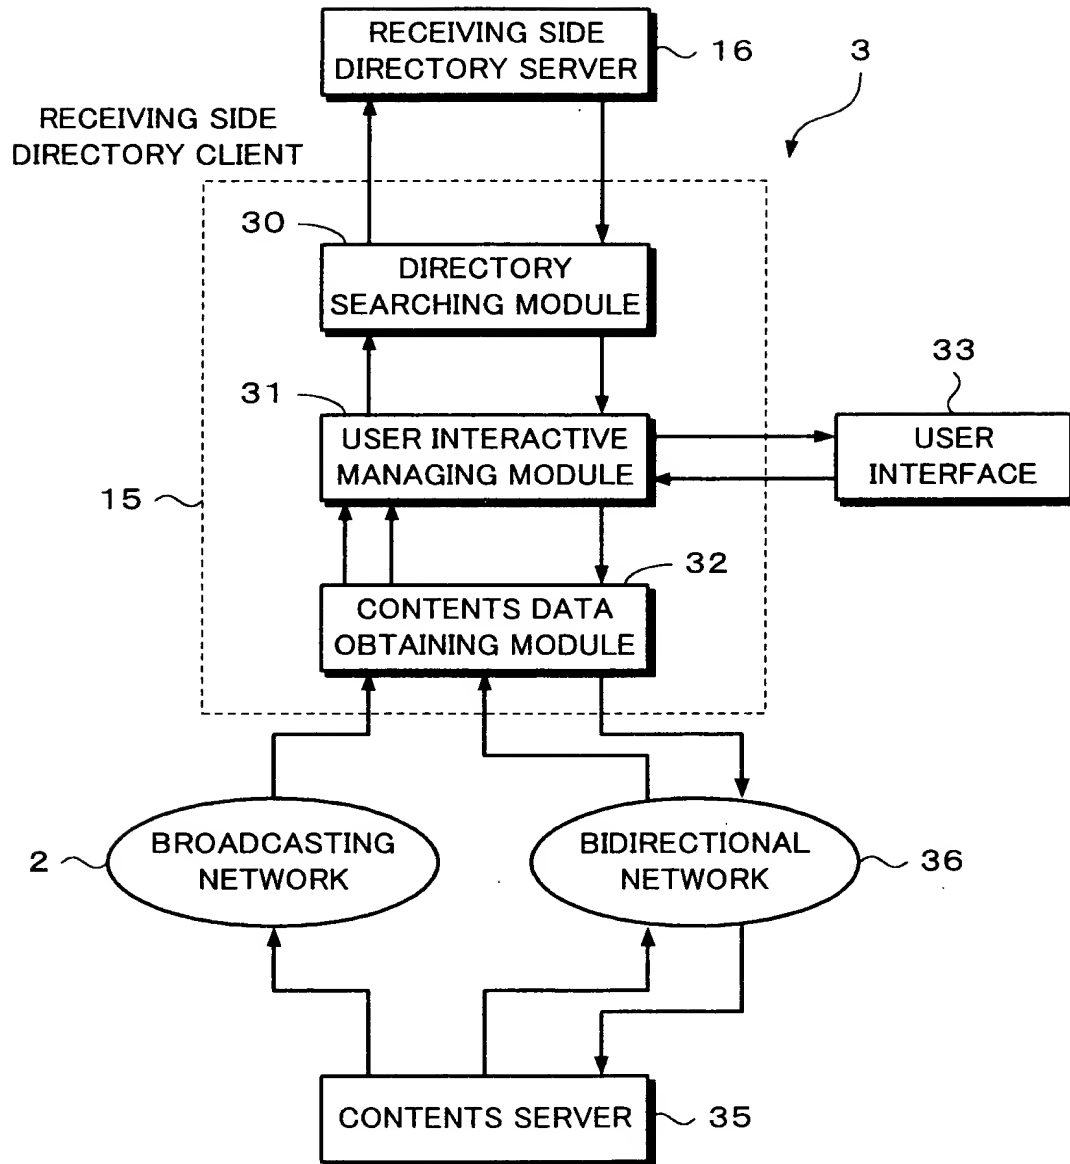 RECEIVING SIDE
DIRECTORY SERVER
16
3
RECEIVING SIDE
DIRECTORY CLIENT
30
DIRECTORY
SEARCHING MODULE
33
31
USER INTERACTIVE
MANAGING MODULE
USER
INTERFACE
15
32
CONTENTS DATA
OBTAINING MODULE
2
BROADCASTING
NETWORK
BIDIRECTIONAL
NETWORK
36
CONTENTS SERVER
35